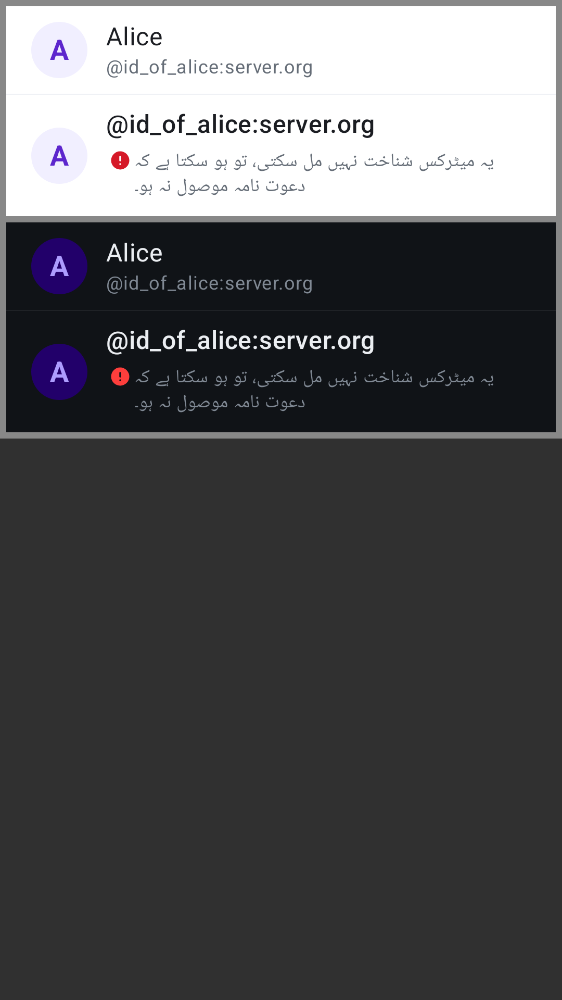 A
Alice
@id_of_alice:server.org
A
@id_of_alice:server.org
یہ میٹرکس شناخت نہیں مل سکتی، تو ہو سکتا ہے کہ
دعوت نامہ موصول نہ ہو۔
A
Alice
@id_of_alice:server.org
A
@id_of_alice:server.org
یہ میٹرکس شناخت نہیں مل سکتی، تو ہو سکتا ہے کہ
دعوت نامہ موصول نہ ہو۔